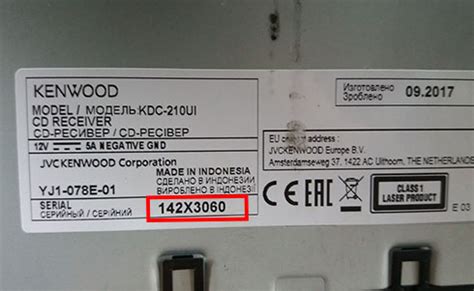 KENWOOD
MODEL / МОДЕЛЬ:KDC-210UI
CD RECEIVER
CD-РЕСИВЕР / CD-РЕСІВЕР
12V ⎓ 5A NEGATIVE GND
JVCKENWOOD Corporation
MADE IN INDONESIA
СДЕЛАНО В ИНДОНЕЗИИ
ВИРОБЛЕНО В ІНДОНЕЗІЇ
YJ1-078E-01
SERIAL
СЕРИЙНЫЙ / СЕРІЙНИЙ
142X3060
Изготовлено
Зроблено
09.2017
EU contact address :
JVCKENWOOD Europe B.V.
Amsterdamseweg 37, 1422 AC Uithoorn, THE NETHERLANDS
CE EAC
CLASS 1
LASER PRODUCT
E 03